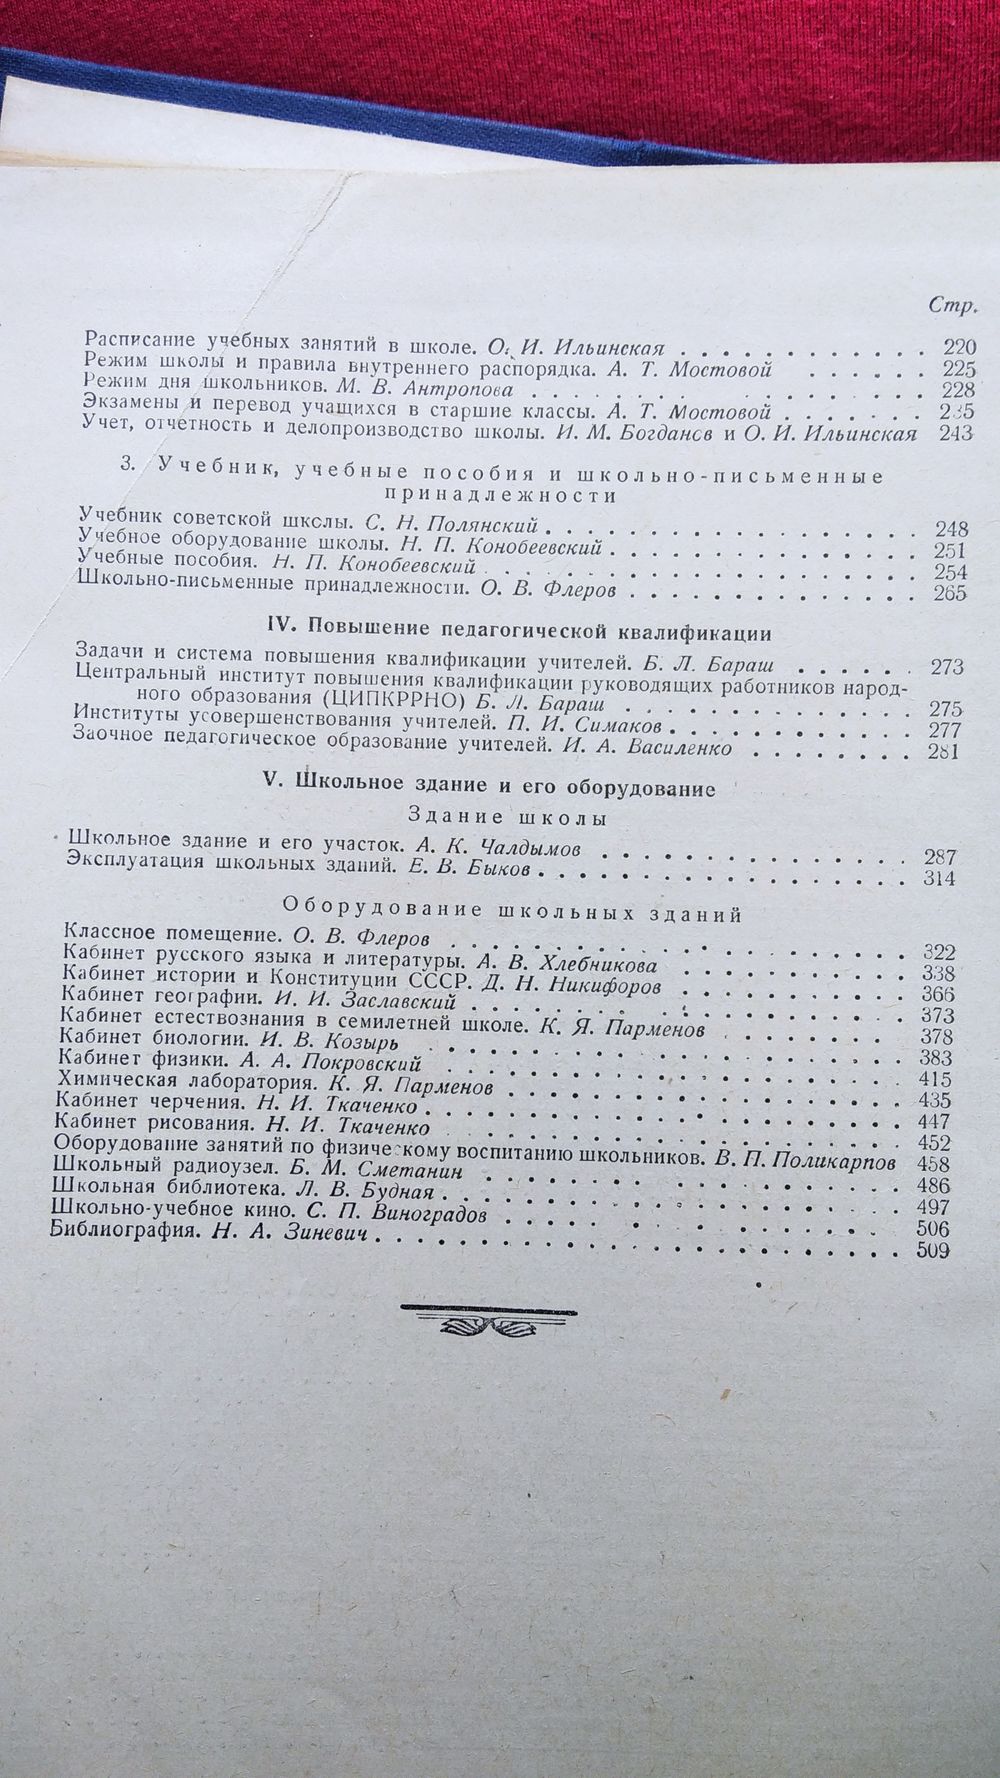 Стр.
Расписание учебных занятий в школе. О. И. Ильинская . . . . . . . . . . . . 220
Режим школы и правила внутреннего распорядка. А. Т. Мостовой . . . . . . 225
Режим дня школьников. М. В. Антропова . . . . . . . . . . . . . . 228
Экзамены и перевод учащихся в старшие классы. А. Т. Мостовой . . . . . . . 235
Учет, отчетность и делопроизводство школы. И. М. Богданов и О. И. Ильинская 243
3. Учебник, учебные пособия и школьно-письменные
принадлежности
Учебник советской школы. С. Н. Полянский . . . . . . . . . . . . . . . . . 248
Учебное оборудование школы. Н. П. Конобеевский . . . . . . . . . . . . . . 251
Учебные пособия. Н. П. Конобеевский . . . . . . . . . . . . . . . . . 254
Школьно-письменные принадлежности. О. В. Флеров . . . . . . . . . . . . . 265
IV. Повышение педагогической квалификации
Задачи и система повышения квалификации учителей. Б. Л. Бараш . . . . . . 273
Центральный институт повышения квалификации руководящих работников народ-
ного образования (ЦИПКРРНО) Б. Л. Бараш . . . . . . . . . . . . . 275
Институты усовершенствования учителей. П. И. Симаков . . . . . . . . . . . 277
Заочное педагогическое образование учителей. И. А. Василенко . . . . . . . . 281
V. Школьное здание и его оборудование
Здание школы
Школьное здание и его участок. А. К. Чалдымов . . . . . . . . . . . . . . . 287
Эксплуатация школьных зданий. Е. В. Быков . . . . . . . . . . . . . . . . . 314
Оборудование школьных зданий
Классное помещение. О. В. Флеров . . . . . . . . . . . . . . . . . . 322
Кабинет русского языка и литературы. А. В. Хлебникова . . . . . . . . . . . 338
Кабинет истории и Конституции СССР. Д. Н. Никифоров . . . . . . . . . . . 366
Кабинет географии. И. И. Заславский . . . . . . . . . . . . . . . . . 373
Кабинет естествознания в семилетней школе. К. Я. Парменов . . . . . . . . 378
Кабинет биологии. И. В. Козырь . . . . . . . . . . . . . . . . . . . 383
Кабинет физики. А. А. Покровский . . . . . . . . . . . . . . . . . . 415
Химическая лаборатория. К. Я. Парменов . . . . . . . . . . . . . . . . 435
Кабинет черчения. Н. И. Ткаченко . . . . . . . . . . . . . . . . . . . 447
Кабинет рисования. Н. И. Ткаченко . . . . . . . . . . . . . . . . . . 452
Оборудование занятий по физическому воспитанию школьников. В. П. Поликарпов 458
Школьный радиоузел. Б. М. Сметанин . . . . . . . . . . . . . . . . . 486
Школьная библиотека. Л. В. Будная . . . . . . . . . . . . . . . . . . 497
Школьно-учебное кино. С. П. Виноградов . . . . . . . . . . . . . . . . 506
Библиография. Н. А. Зиневич . . . . . . . . . . . . . . . . . . . . . 509